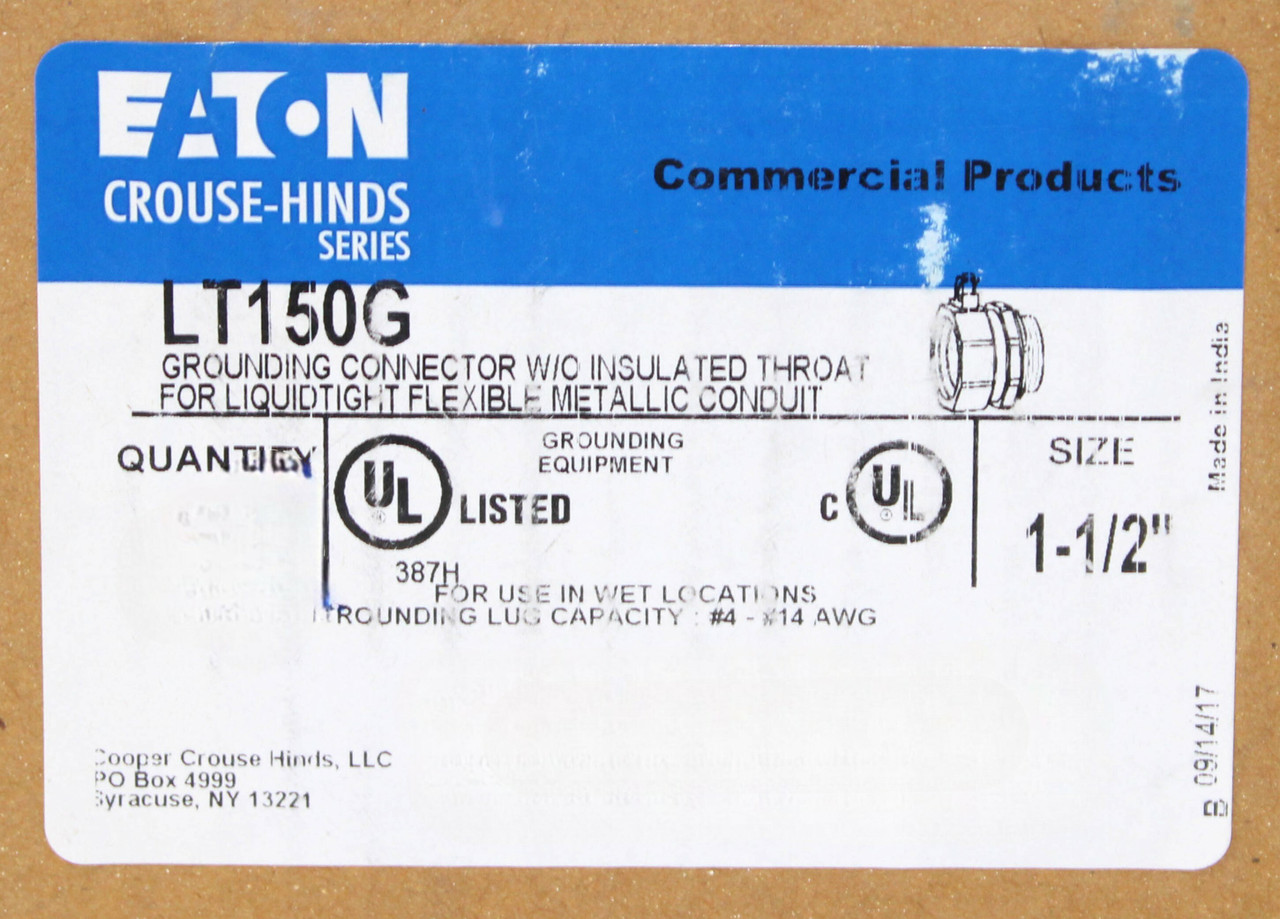 EATON
CROUSE-HINDS
SERIES
Commercial Products
LT150G
GROUNDING CONNECTOR W/O INSULATED THROAT
FOR LIQUIDTIGHT FLEXIBLE METALLIC CONDUIT
QUANTITY
UL LISTED
387H
GROUNDING
EQUIPMENT
C UL
SIZE
1-1/2"
FOR USE IN WET LOCATIONS
GROUNDING LUG CAPACITY : #4 - #14 AWG
Cooper Crouse Hinds, LLC
PO Box 4999
Syracuse, NY 13221
Made in India
B 09/14/17